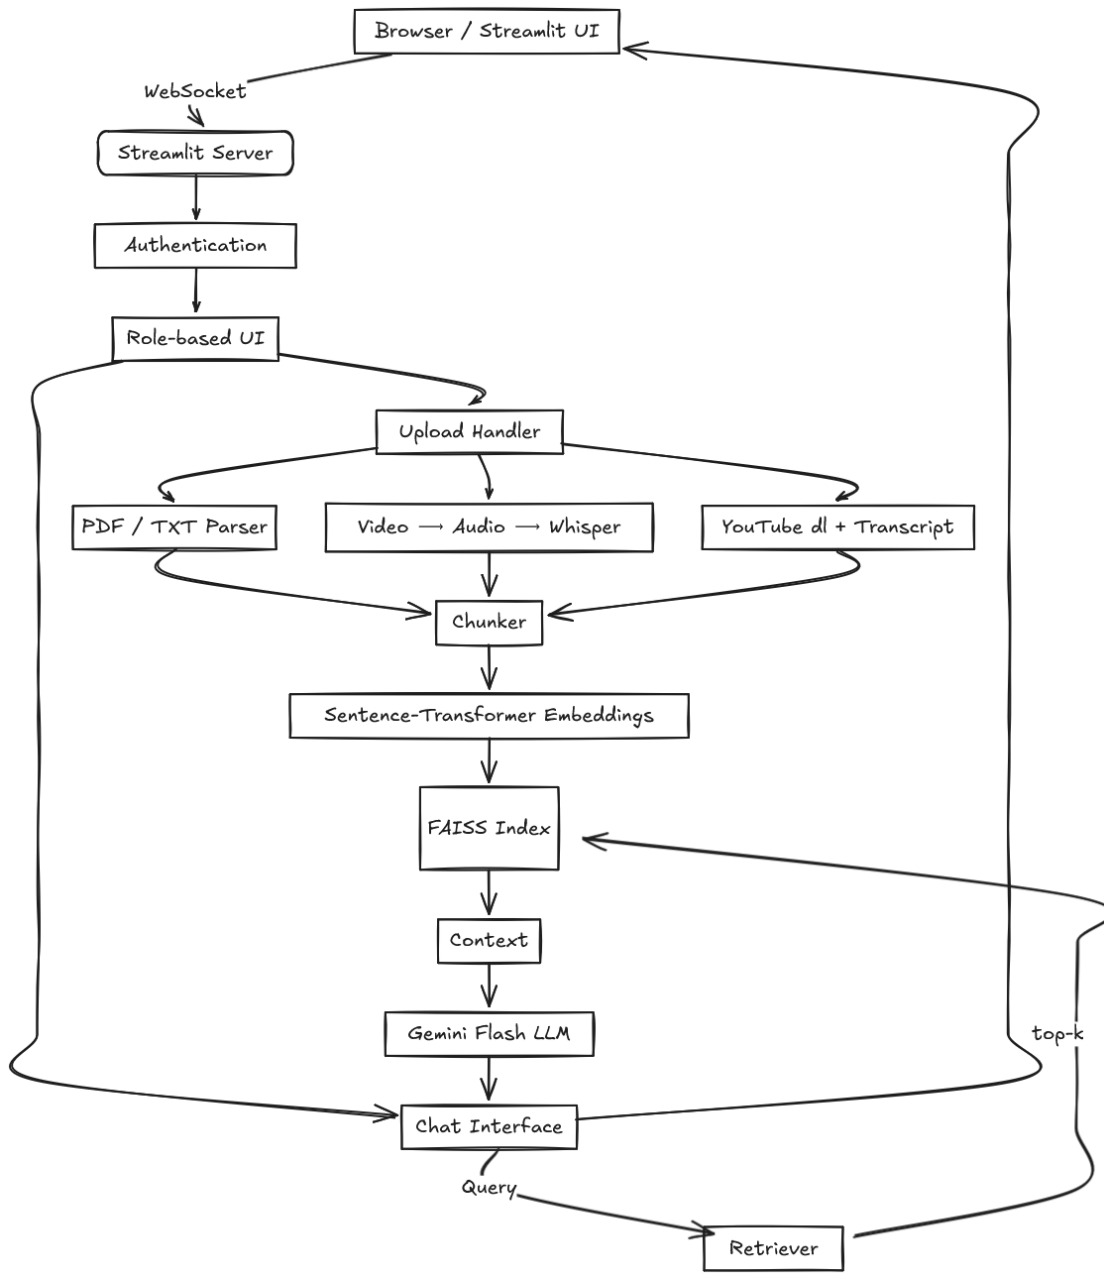 Browser / Streamlit UI
WebSocket
Streamlit Server
Authentication
Role-based UI
Upload Handler
PDF / TXT Parser
Video → Audio → Whisper
YouTube dl + Transcript
Chunker
Sentence-Transformer Embeddings
FAISS Index
Context
Gemini Flash LLM
top-k
Chat Interface
Query
Retriever